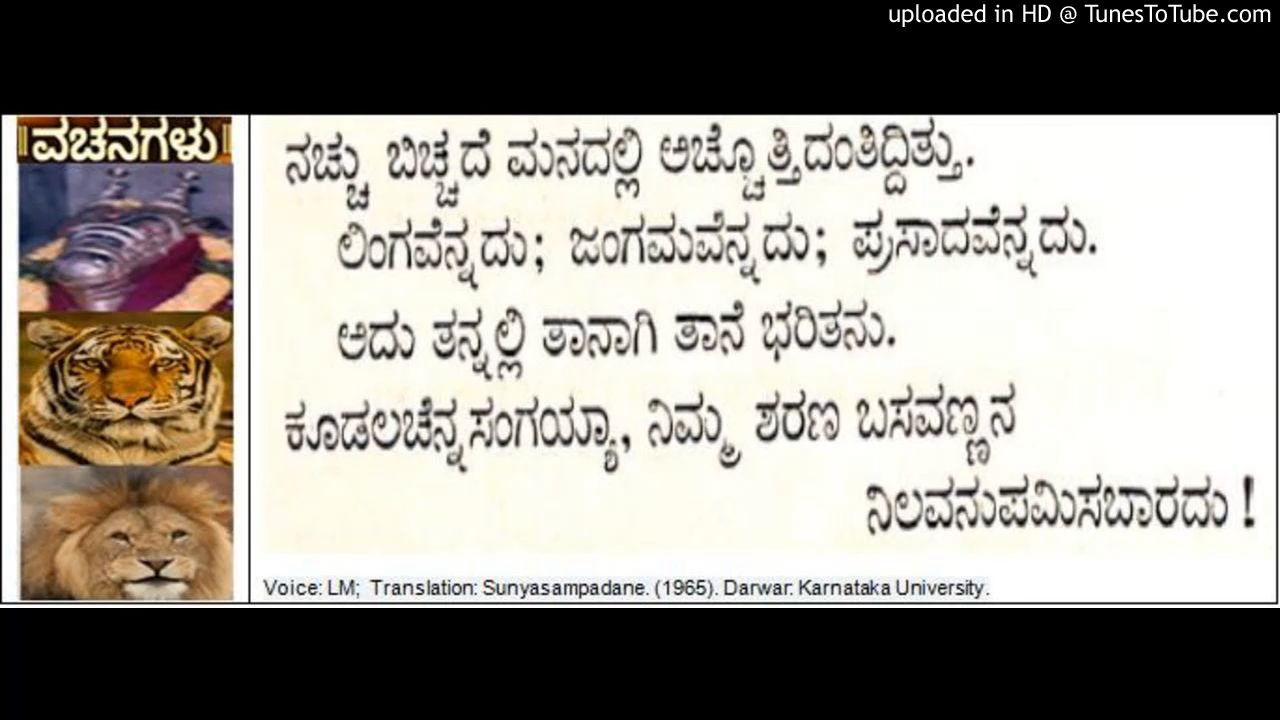 uploaded in HD @ TunesToTube.com
॥ವಚನಗಳು॥
ನಚ್ಚು ಬಿಚ್ಚದೆ ಮನದಲ್ಲಿ ಅಚ್ಚೊತ್ತಿದಂತಿದ್ದಿತ್ತು.
ಲಿಂಗವೆನ್ನದು; ಜಂಗಮವೆನ್ನದು; ಪ್ರಸಾದವೆನ್ನದು.
ಅದು ತನ್ನಲ್ಲಿ ತಾನಾಗಿ ತಾನೆ ಭರಿತನು.
ಕೂಡಲಚೆನ್ನಸಂಗಯ್ಯಾ, ನಿಮ್ಮ ಶರಣ ಬಸವಣ್ಣನ
ನಿಲವನುಪಮಿಸಬಾರದು !
Voice: LM; Translation: Sunyasampadane. (1965). Darwar: Karnataka University.